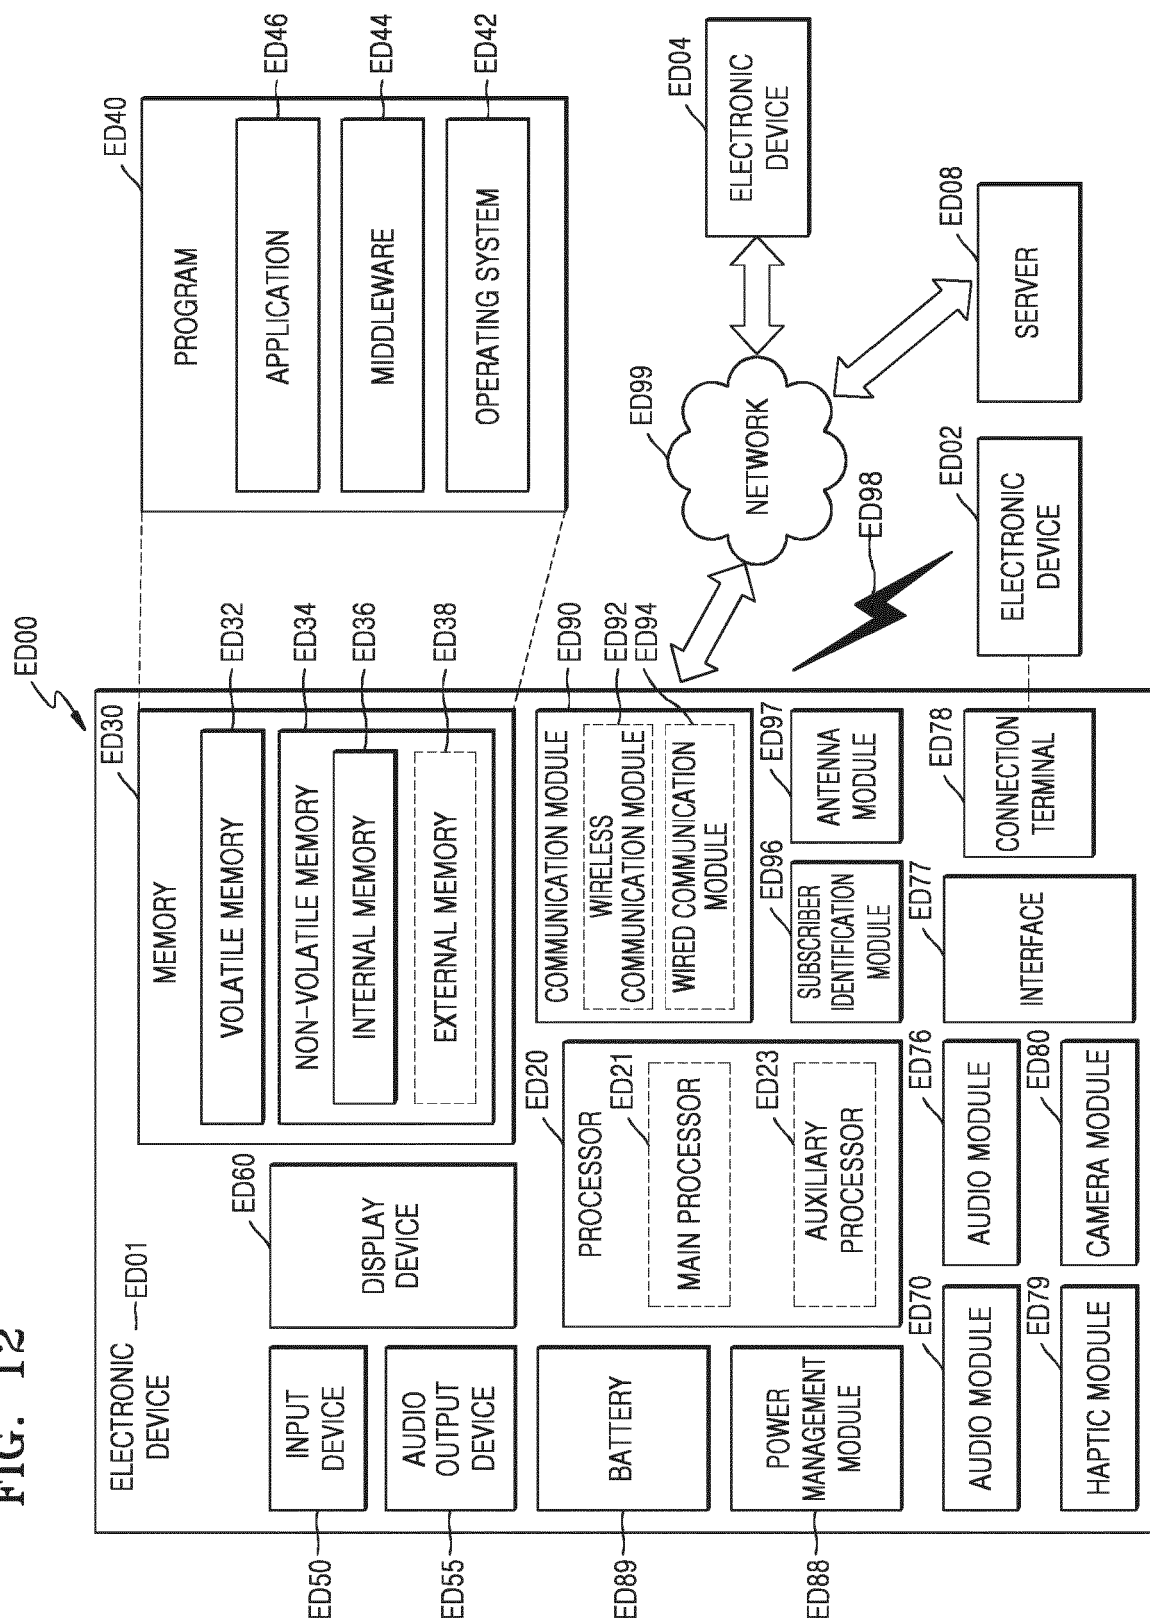 FIG. 12
ED00
ELECTRONIC
DEVICE
ED01
ED30
MEMORY
VOLATILE MEMORY
ED32
NON-VOLATILE MEMORY
ED34
INTERNAL MEMORY
ED36
EXTERNAL MEMORY
ED38
ED40
PROGRAM
APPLICATION
ED46
MIDDLEWARE
ED44
OPERATING SYSTEM
ED42
INPUT
DEVICE
ED50
AUDIO
OUTPUT
DEVICE
ED55
ED60
DISPLAY
DEVICE
BATTERY
ED89
POWER
MANAGEMENT
MODULE
ED88
ED20
PROCESSOR
ED21
MAIN PROCESSOR
ED23
AUXILIARY
PROCESSOR
COMMUNICATION MODULE
ED90
WIRELESS
COMMUNICATION MODULE
ED92
WIRED COMMUNICATION
MODULE
ED94
ED96
SUBSCRIBER
IDENTIFICATION
MODULE
ED97
ANTENNA
MODULE
ED70
AUDIO MODULE
ED76
AUDIO MODULE
ED77
INTERFACE
ED78
CONNECTION
TERMINAL
ED79
HAPTIC MODULE
ED80
CAMERA MODULE
ED99
NETWORK
ED98
ED04
ELECTRONIC
DEVICE
ED08
SERVER
ED02
ELECTRONIC
DEVICE